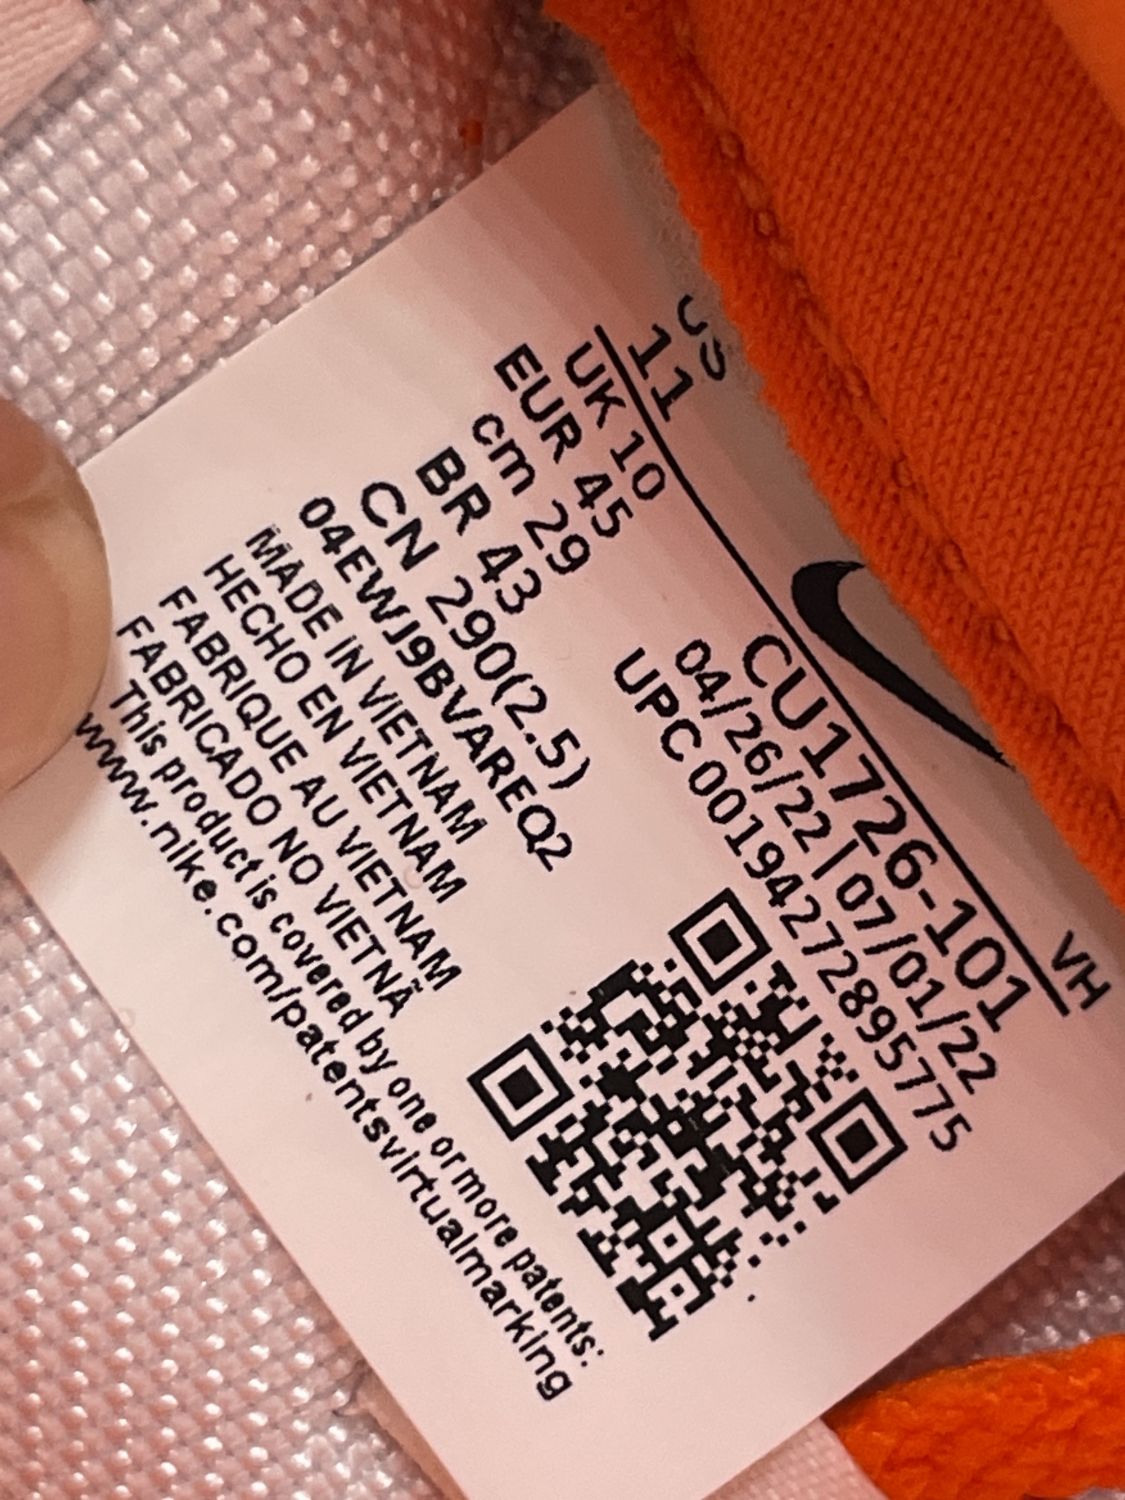 US
11
VH
UK 10
EUR 45
cm 29
BR 43
CN 290(2.5)
04EWJ9BVAREQ2
CU1726-101
04/26/22 | 07/01/22
UPC 00194272895775
MADE IN VIETNAM
HECHO EN VIETNAM
FABRIQUE AU VIETNAM
FABRICADO NO VIETNÃ
This product is covered by one or more patents:
www.nike.com/patentsvirtualmarking